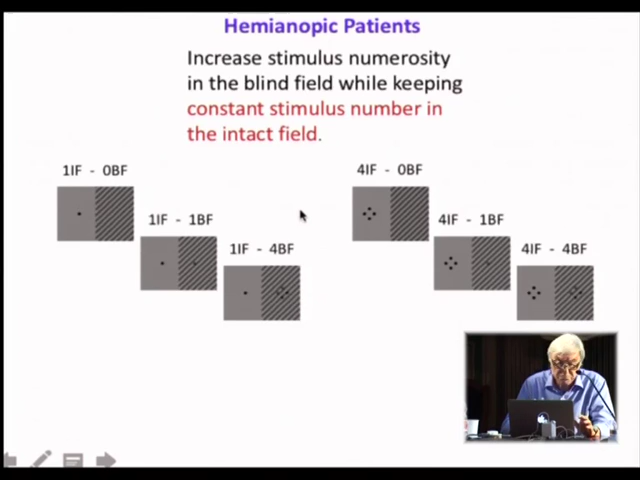 Hemianopic Patients
Increase stimulus numerosity
in the blind field while keeping
constant stimulus number in
the intact field.
1IF - 0BF
1IF - 1BF
1IF - 4BF
4IF - 0BF
4IF - 1BF
4IF - 4BF